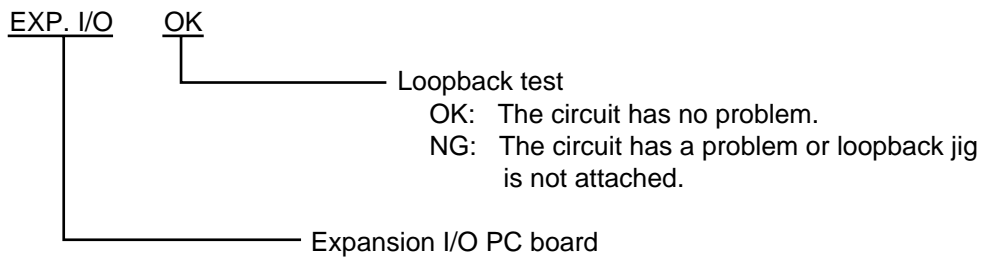 EXP. I/O OK
Loopback test
OK: The circuit has no problem.
NG: The circuit has a problem or loopback jig
is not attached.
Expansion I/O PC board